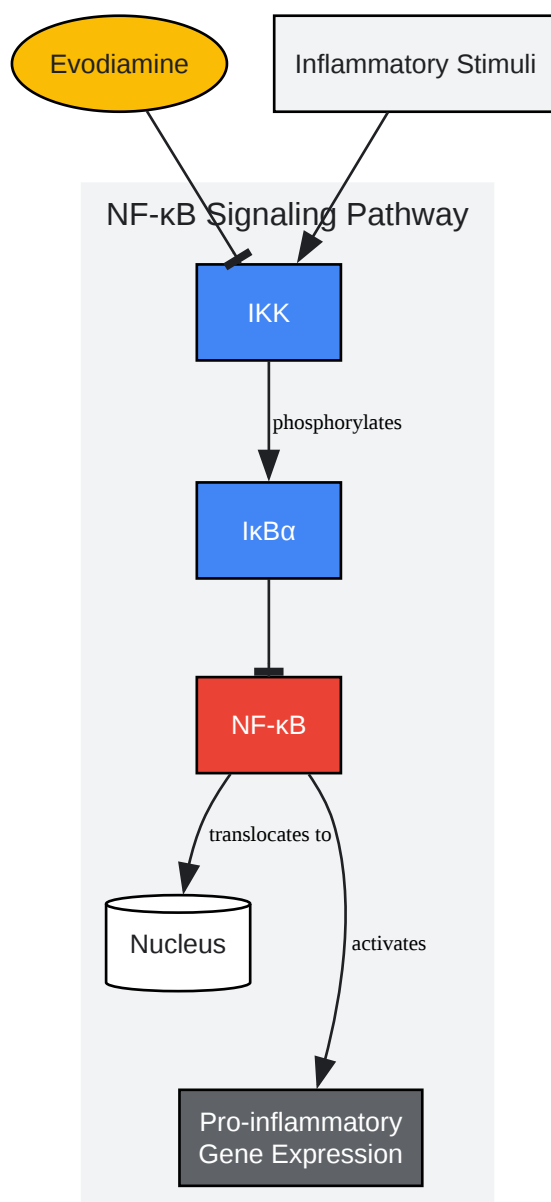 Evodiamine
Inflammatory Stimuli
NF-κB Signaling Pathway
IKK
phosphorylates
IκBα
NF-κB
translocates to
Nucleus
activates
Pro-inflammatory
Gene Expression